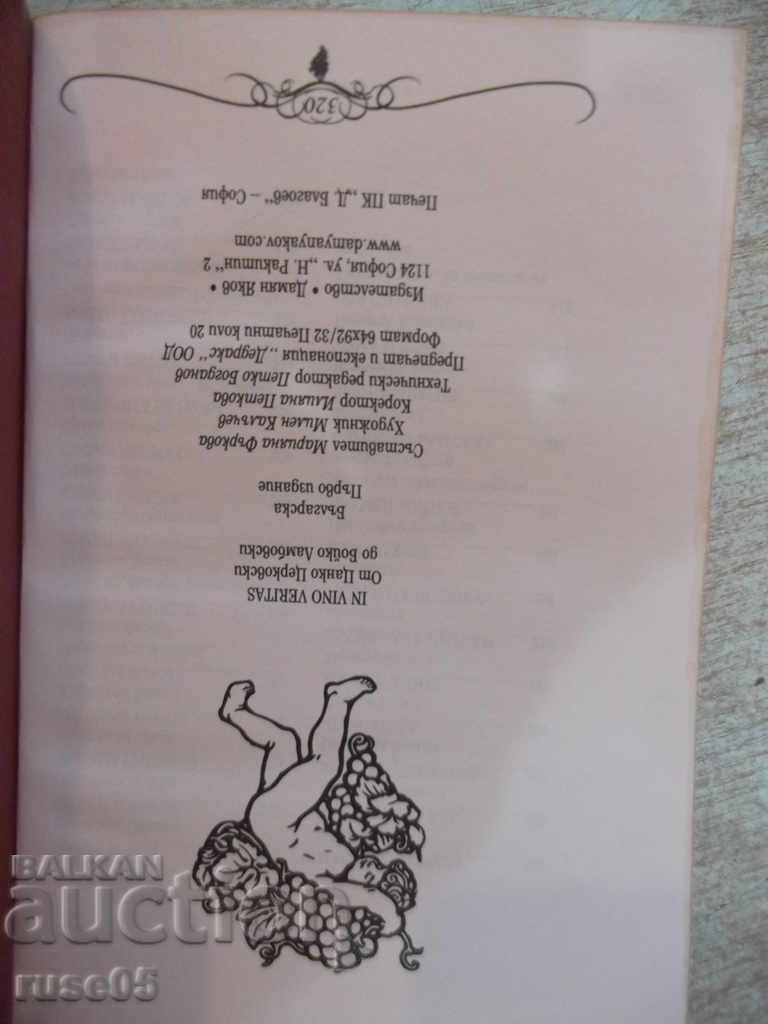 IN VINO VERITAS
От Цанко Церковски
до Бойко Ламбовски
Българска
Първо издание
Съставител Марияна Фъркова
Художник Милен Калъчев
Коректор Илияна Петкова
Технически редактор Петко Богданов
Предпечат и експонация „Дедракс" ООД
Формат 64x92/32 Печатни коли 20
Издателство • Дамян Яков •
1124 София, ул. „Н. Ракитин" 2
www.damyanyakov.com
Печат ПК „Д. Благоев" – София
320
BALKAN
auction
ruse05